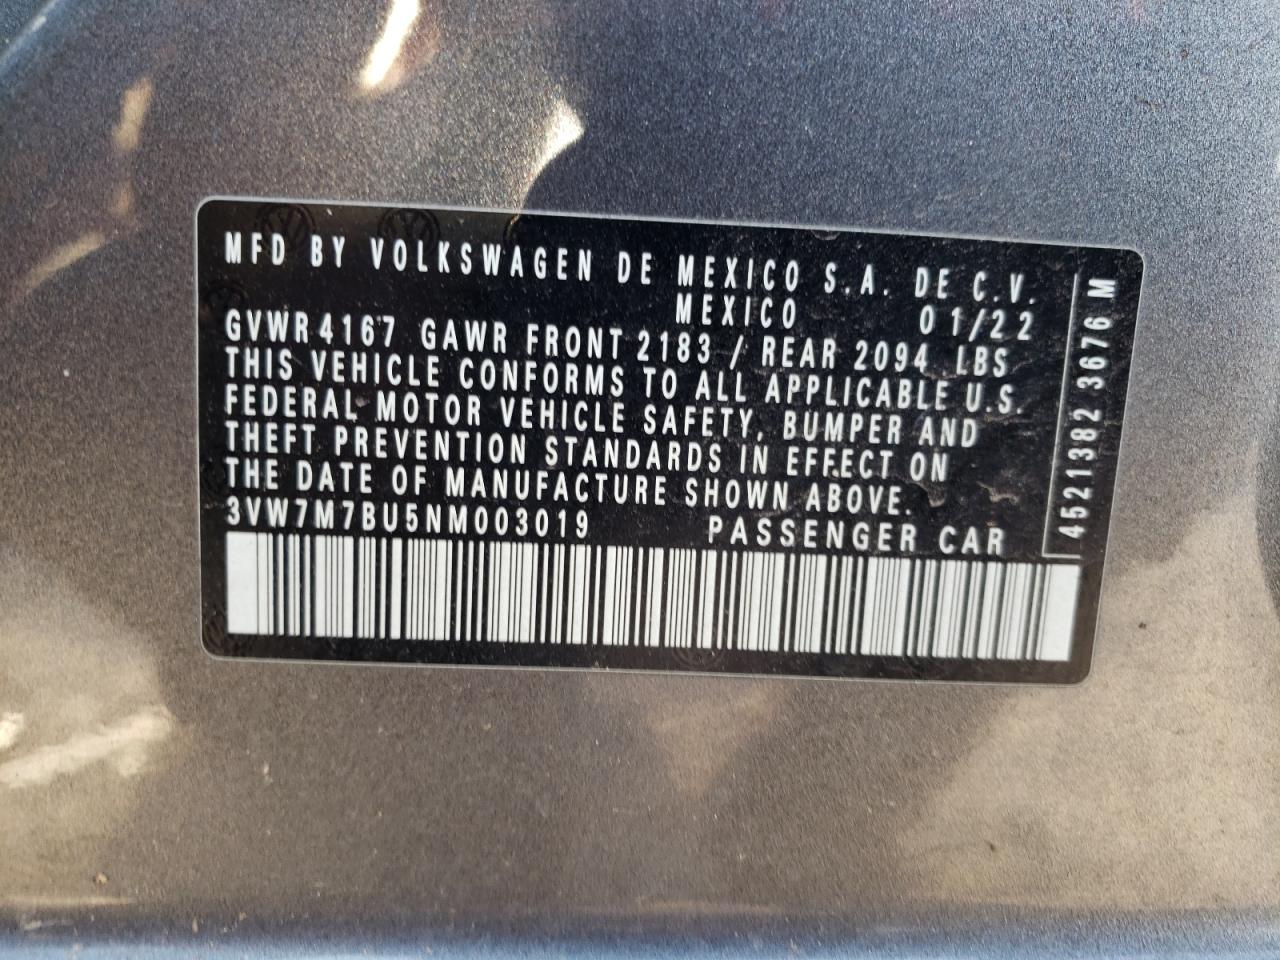 MFD BY VOLKSWAGEN DE MEXICO S.A. DE C.V.
MEXICO 01/22
GVWR 4167 GAWR FRONT 2183 / REAR 2094 LBS
THIS VEHICLE CONFORMS TO ALL APPLICABLE U.S.
FEDERAL MOTOR VEHICLE SAFETY, BUMPER AND
THEFT PREVENTION STANDARDS IN EFFECT ON
THE DATE OF MANUFACTURE SHOWN ABOVE.
3VW7M7BU5NM003019 PASSENGER CAR
4521382 3676 M